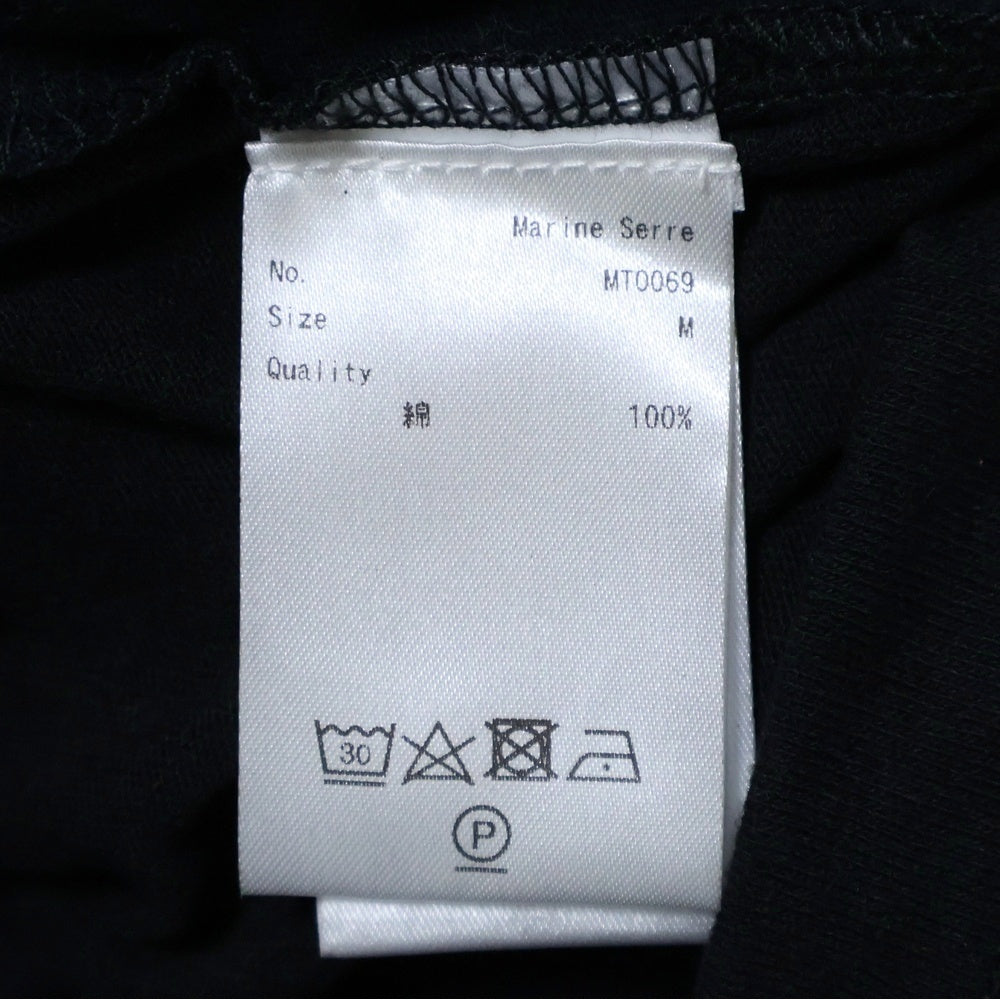 Marine Serre
No. MT0069
Size M
Quality
綿 100%
30
P